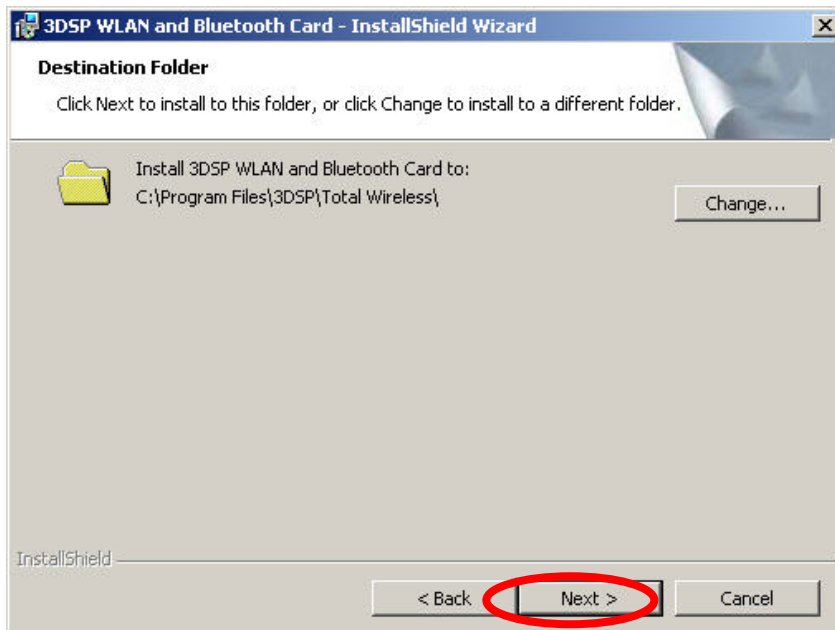 3DSP WLAN and Bluetooth Card - InstallShield Wizard
Destination Folder
Click Next to install to this folder, or click Change to install to a different folder.
Install 3DSP WLAN and Bluetooth Card to:
C:\Program Files\3DSP\Total Wireless\
Change...
InstallShield
< Back
Next >
Cancel